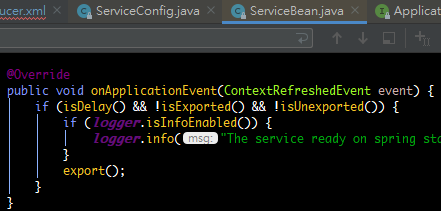 ucer.xml ServiceConfig.java ServiceBean.java Applicat
@Override
public void onApplicationEvent(ContextRefreshedEvent event) {
if (isDelay() && !isExported() && !isUnexported()) {
if (logger.isInfoEnabled()) {
logger.info( msg: "The service ready on spring sta
}
export();
}
}